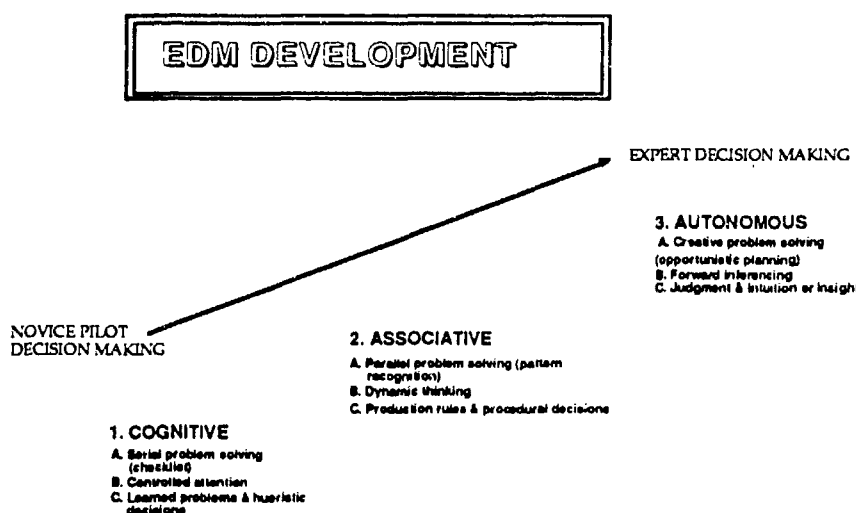 EDM DEVELOPMENT
EXPERT DECISION MAKING
3. AUTONOMOUS
A. Creative problem solving
(opportunistic planning)
B. Forward inferencing
C. Judgment & intuition or insigh
NOVICE PILOT
DECISION MAKING
2. ASSOCIATIVE
A. Parallel problem solving (pattern
recognition)
B. Dynamic thinking
C. Production rules & procedural decisions
1. COGNITIVE
A. Serial problem solving
(checklist)
B. Controlled attention
C. Learned problems & hueristic
decisions